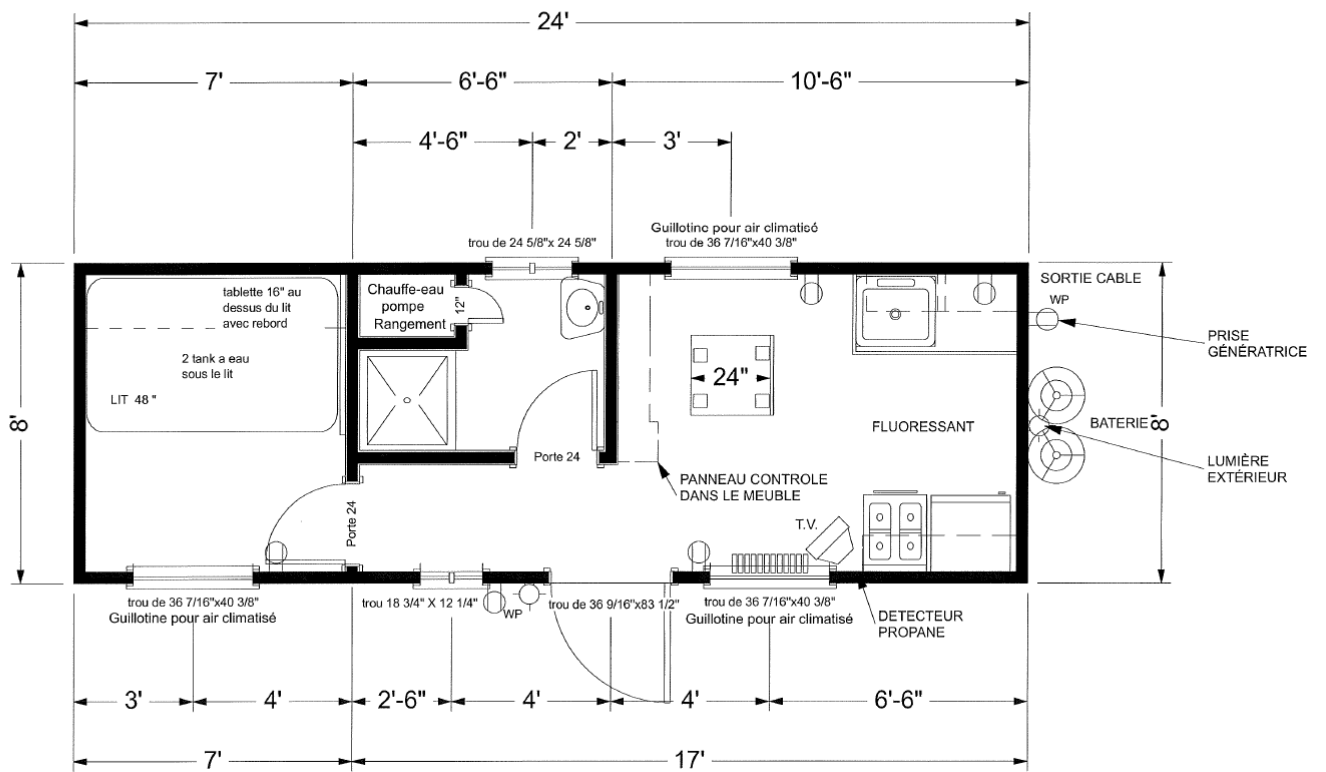 24'
7'
6'-6"
10'-6"
4'-6"
2'
3'
Guillotine pour air climatisé
trou de 24 5/8"x 24 5/8"
trou de 36 7/16"x40 3/8"
SORTIE CABLE
WP
PRISE
GÉNÉRATRICE
tablette 16" au
dessus du lit
avec rebord
Chauffe-eau
pompe
Rangement
12"
2 tank a eau
sous le lit
24"
LIT 48 "
8'
FLUORESSANT
BATERIE
8'
Porte 24
LUMIÈRE
EXTÉRIEUR
PANNEAU CONTROLE
DANS LE MEUBLE
Porte 24
T.V.
trou de 36 7/16"x40 3/8"
Guillotine pour air climatisé
trou 18 3/4" X 12 1/4"
WP
trou de 36 9/16"x83 1/2"
trou de 36 7/16"x40 3/8"
Guillotine pour air climatisé
DETECTEUR
PROPANE
3'
4'
2'-6"
4'
4'
6'-6"
7'
17'